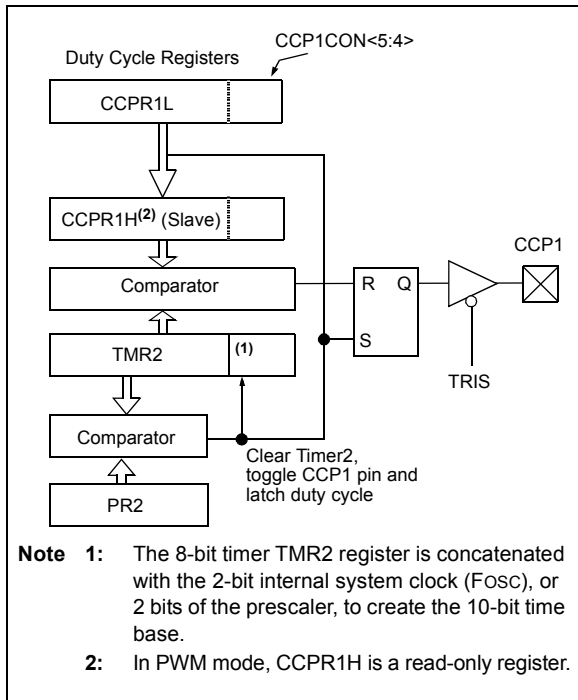 CCP1CON<5:4>
Duty Cycle Registers
CCPR1L
CCPR1H(2) (Slave)
CCP1
Comparator
R Q
S
TMR2 (1)
TRIS
Comparator
Clear Timer2,
toggle CCP1 pin and
latch duty cycle
PR2
Note 1: The 8-bit timer TMR2 register is concatenated
with the 2-bit internal system clock (FOSC), or
2 bits of the prescaler, to create the 10-bit time
base.
2: In PWM mode, CCPR1H is a read-only register.